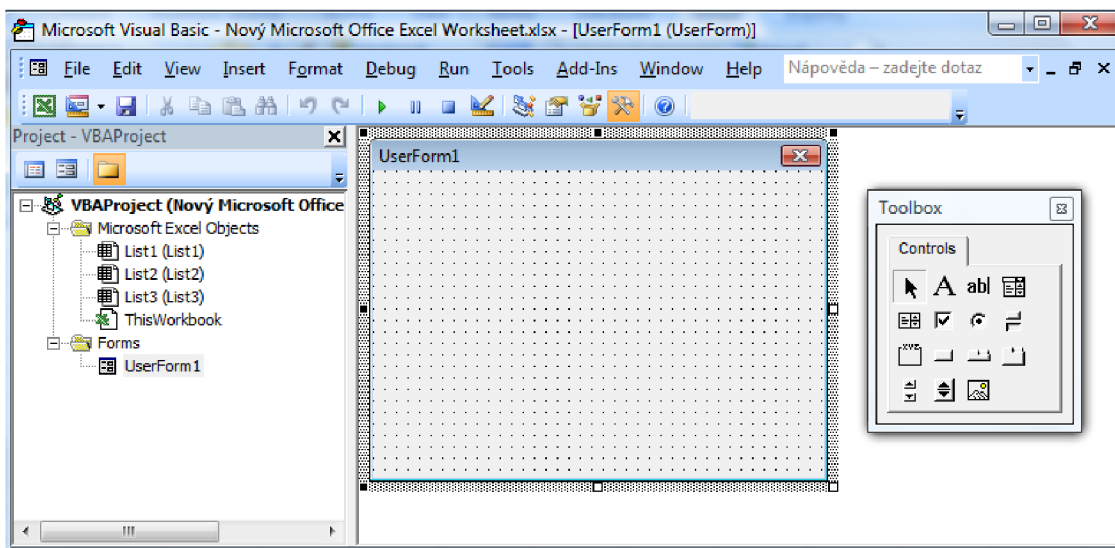 Microsoft Visual Basic - Nový Microsoft Office Excel Worksheet.xlsx - [UserForm1 (UserForm)]
File Edit View Insert Format Debug Run Tools Add-Ins Window Help Nápověda – zadejte dotaz
Project - VBAProject
VBAProject (Nový Microsoft Office
Microsoft Excel Objects
List1 (List1)
List2 (List2)
List3 (List3)
ThisWorkbook
Forms
UserForm1
UserForm1
Toolbox
Controls
A ab|
xyz